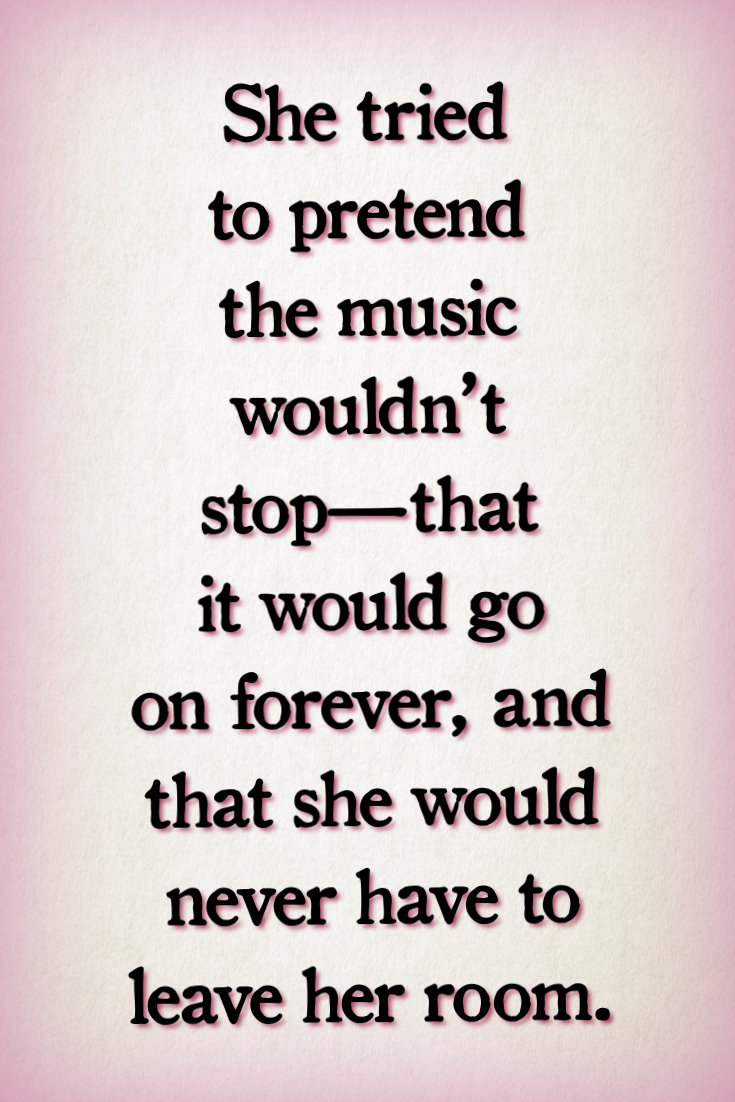 She tried
to pretend
the music
wouldn’t
stop—that
it would go
on forever, and
that she would
never have to
leave her room.